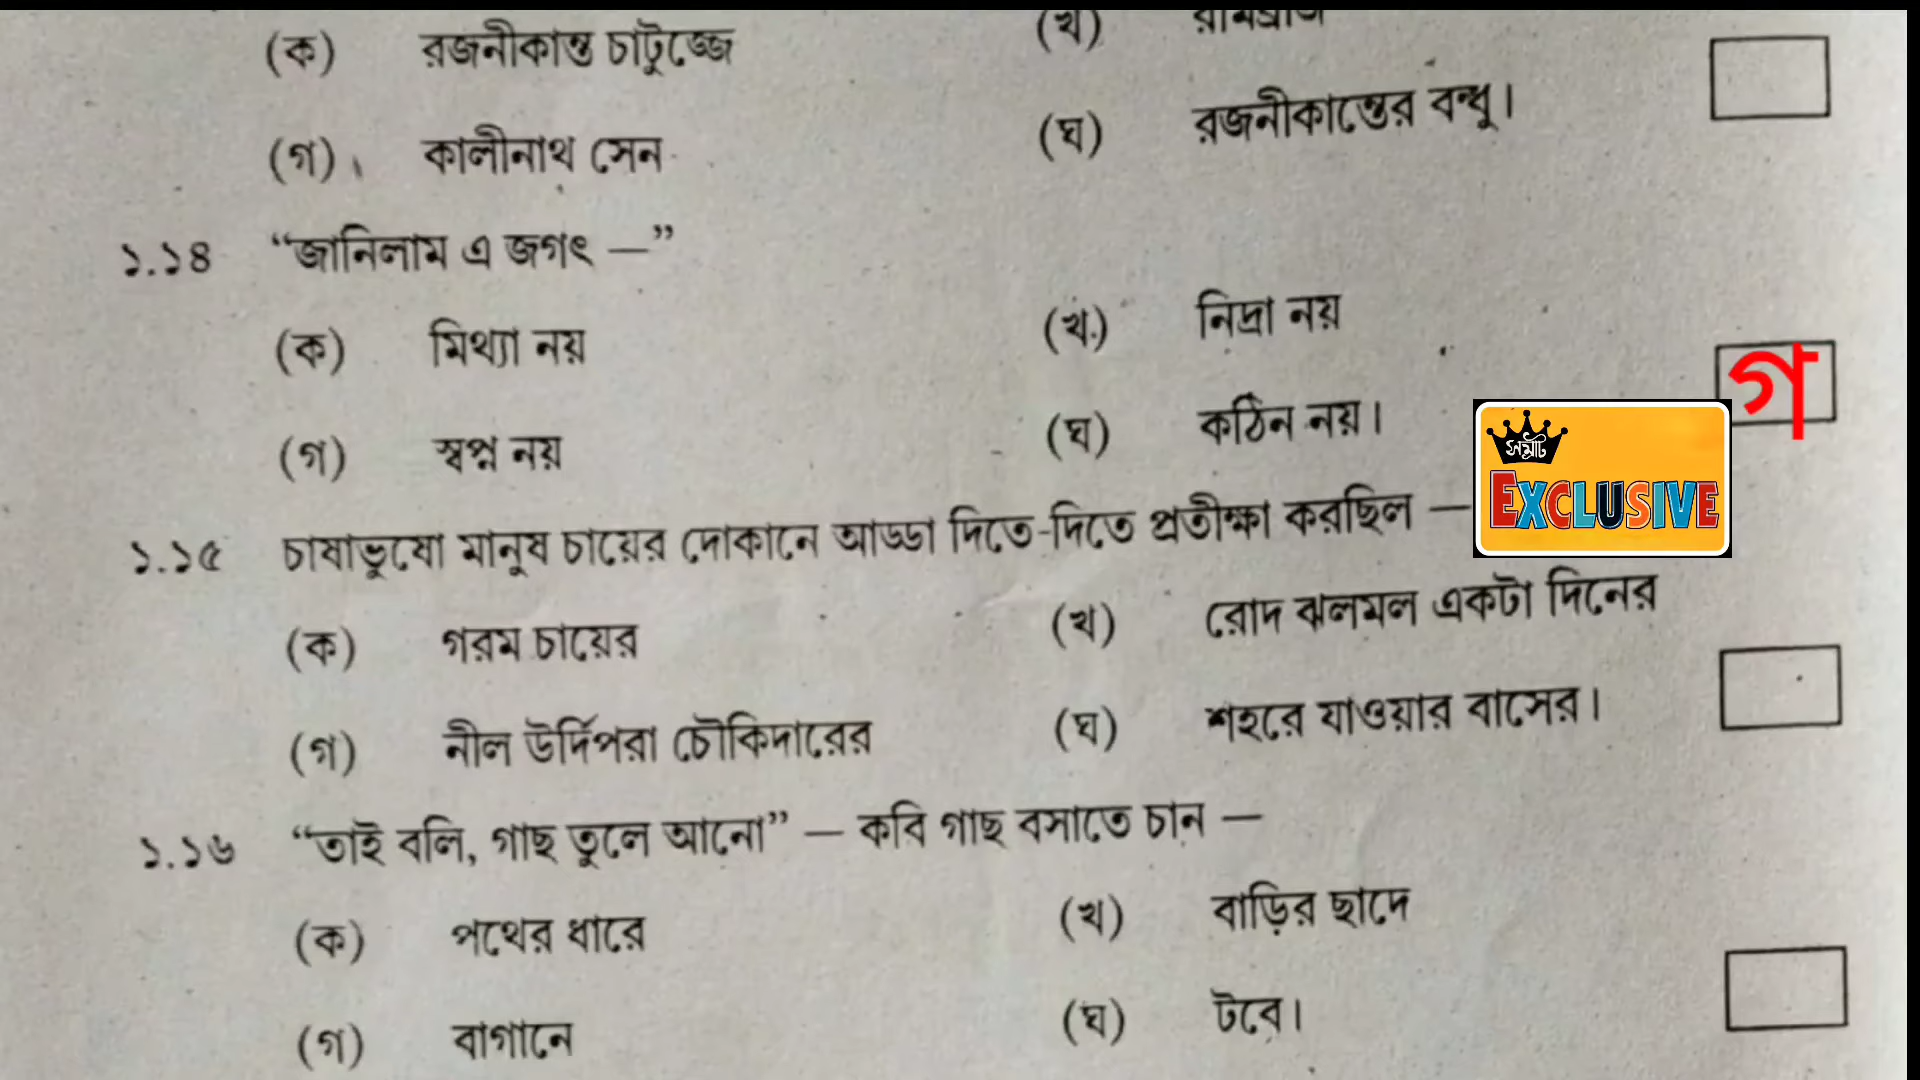 (ক) রজনীকান্ত চাটুজ্জে (খ)
(গ) কালীনাথ সেন (ঘ) রজনীকান্তের বন্ধু।
১.১৪ “জানিলাম এ জগৎ —”
(ক) মিথ্যা নয় (খ) নিদ্রা নয়
গ
(গ) স্বপ্ন নয় (ঘ) কঠিন নয়।
সম্রাট
EXCLUSIVE
১.১৫ চাষাভুষো মানুষ চায়ের দোকানে আড্ডা দিতে-দিতে প্রতীক্ষা করছিল —
(ক) গরম চায়ের (খ) রোদ ঝলমল একটা দিনের
(গ) নীল উর্দিপরা চৌকিদারের (ঘ) শহরে যাওয়ার বাসের।
১.১৬ “তাই বলি, গাছ তুলে আনো” — কবি গাছ বসাতে চান —
(ক) পথের ধারে (খ) বাড়ির ছাদে
(গ) বাগানে (ঘ) টবে।